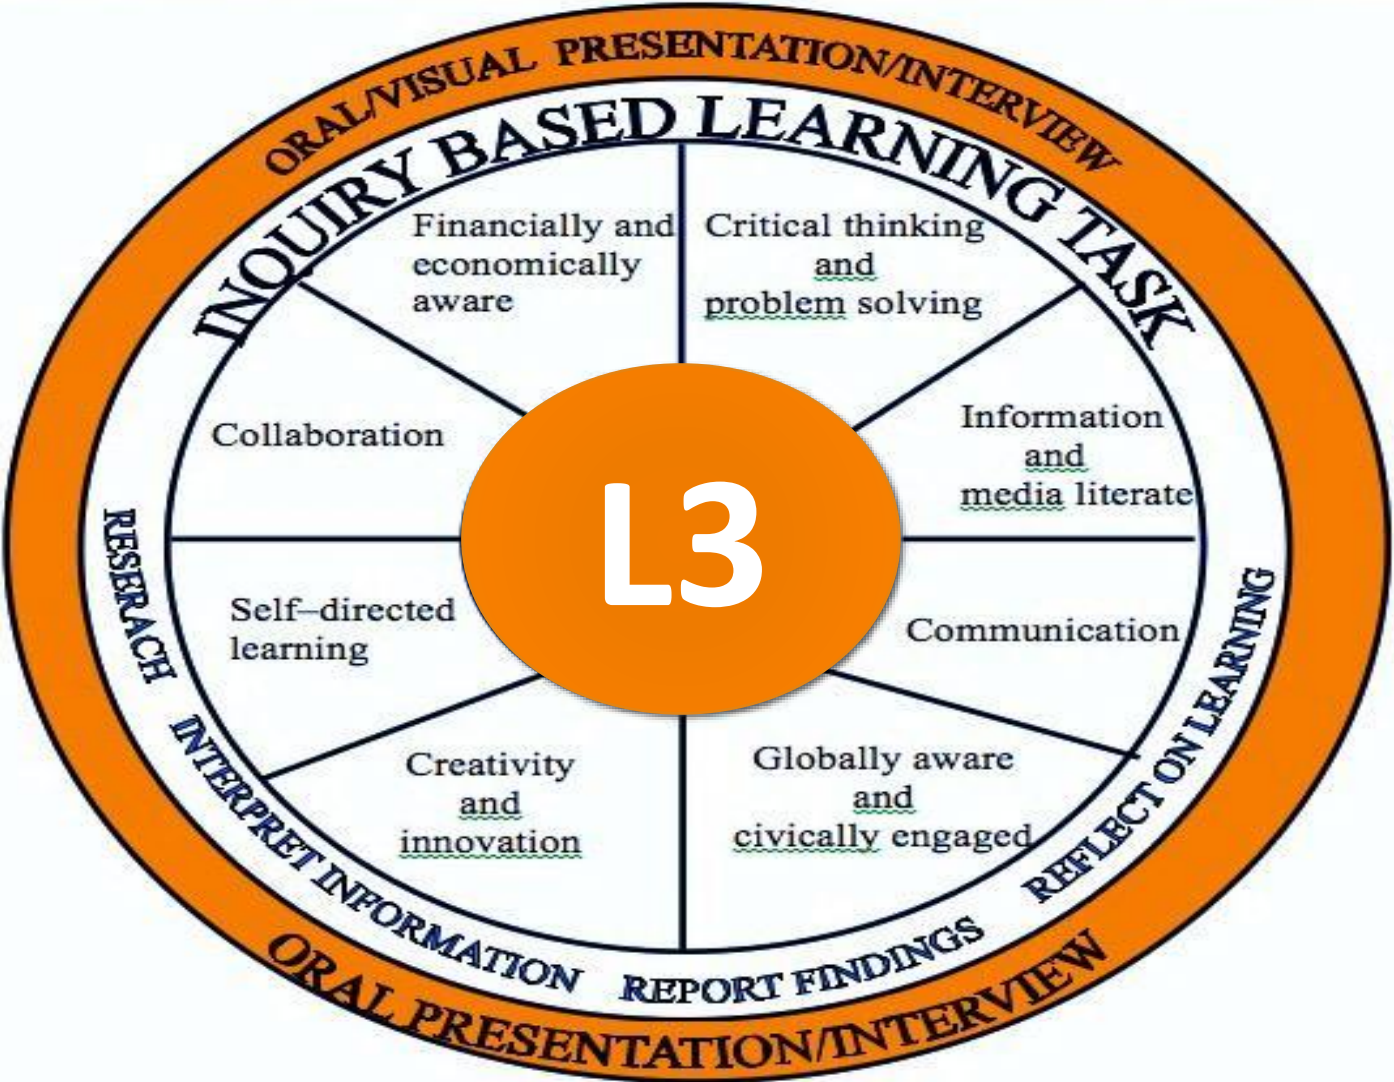 ORAL/VISUAL PRESENTATION/INTERVIEW
INQUIRY BASED LEARNING TASK
Financially and
economically
aware
Critical thinking
and
problem solving
Collaboration
Information
and
media literate
L3
Self–directed
learning
Communication
Creativity
and
innovation
Globally aware
and
civically engaged
RESERACH
INTERPRET INFORMATION
REPORT FINDINGS
REFLECT ON LEARNING
ORAL PRESENTATION/INTERVIEW